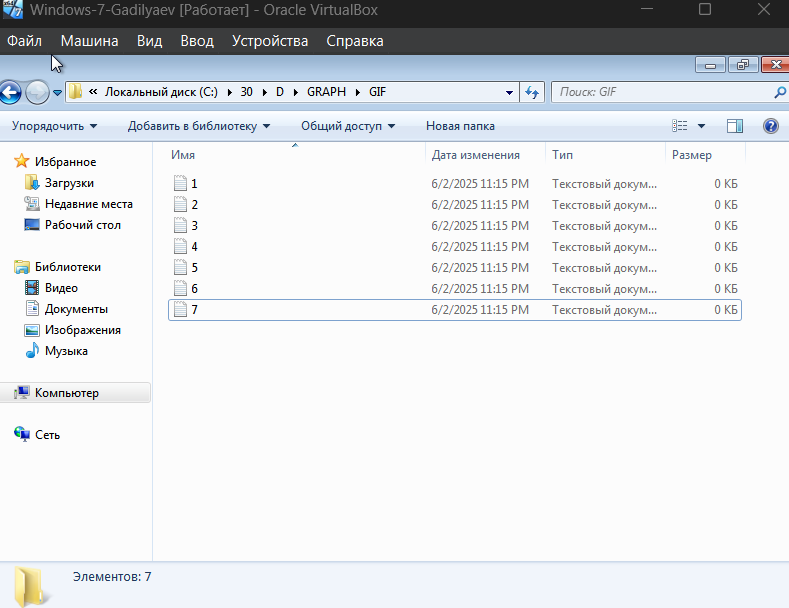 Windows-7-Gadilyaev [Работает] - Oracle VirtualBox
Файл Машина Вид Ввод Устройства Справка
« Локальный диск (C:) 30 D GRAPH GIF Поиск: GIF
Упорядочить Добавить в библиотеку Общий доступ Новая папка
Имя Дата изменения Тип Размер
Избранное
Загрузки
Недавние места
Рабочий стол
Библиотеки
Видео
Документы
Изображения
Музыка
Компьютер
Сеть
1 6/2/2025 11:15 PM Текстовый докум... 0 КБ
2 6/2/2025 11:15 PM Текстовый докум... 0 КБ
3 6/2/2025 11:15 PM Текстовый докум... 0 КБ
4 6/2/2025 11:15 PM Текстовый докум... 0 КБ
5 6/2/2025 11:15 PM Текстовый докум... 0 КБ
6 6/2/2025 11:15 PM Текстовый докум... 0 КБ
7 6/2/2025 11:15 PM Текстовый докум... 0 КБ
Элементов: 7